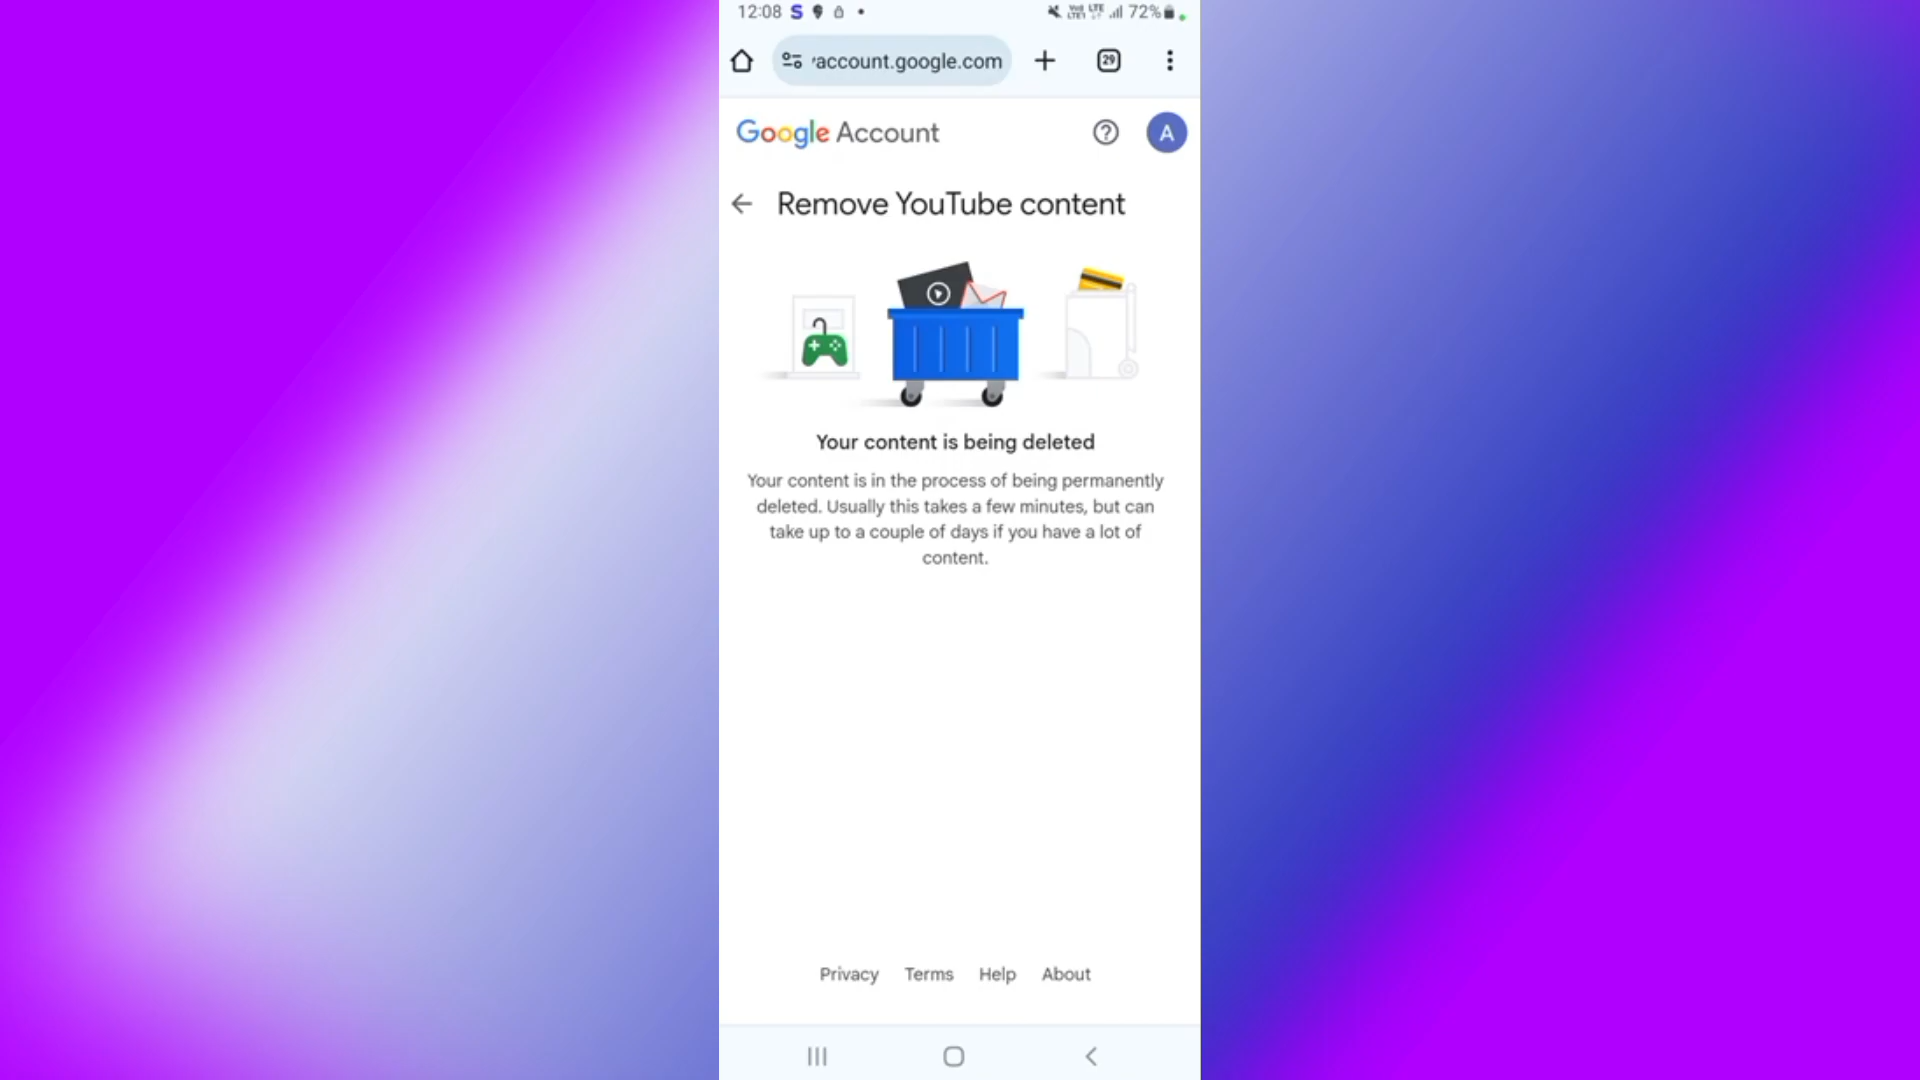 12:08 S 72%
account.google.com 29
Google Account A
Remove YouTube content
Your content is being deleted
Your content is in the process of being permanently
deleted. Usually this takes a few minutes, but can
take up to a couple of days if you have a lot of
content.
Privacy Terms Help About